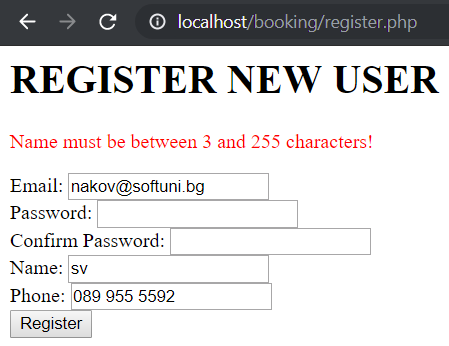 localhost/booking/register.php
REGISTER NEW USER
Name must be between 3 and 255 characters!
Email: nakov@softuni.bg
Password:
Confirm Password:
Name: sv
Phone: 089 955 5592
Register